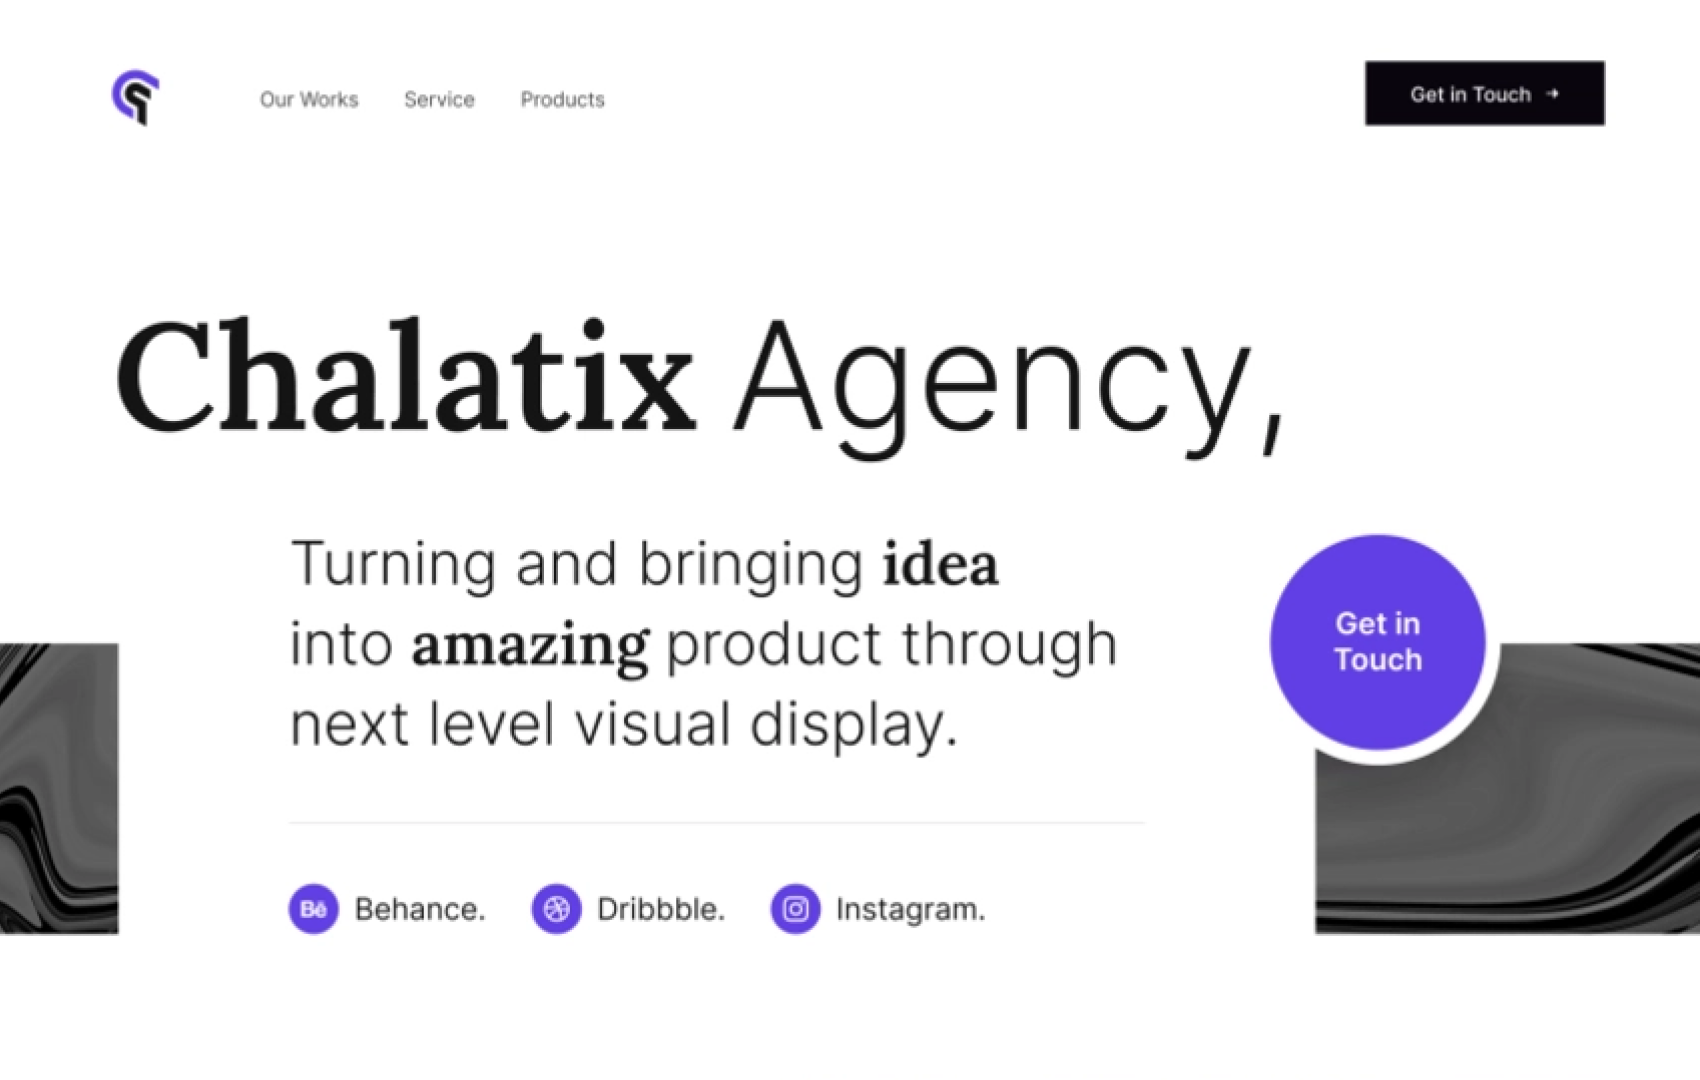 Our Works Service Products
Get in Touch →
Chalatix Agency,
Turning and bringing idea
into amazing product through
next level visual display.
Get in
Touch
Bē Behance. Dribbble. Instagram.